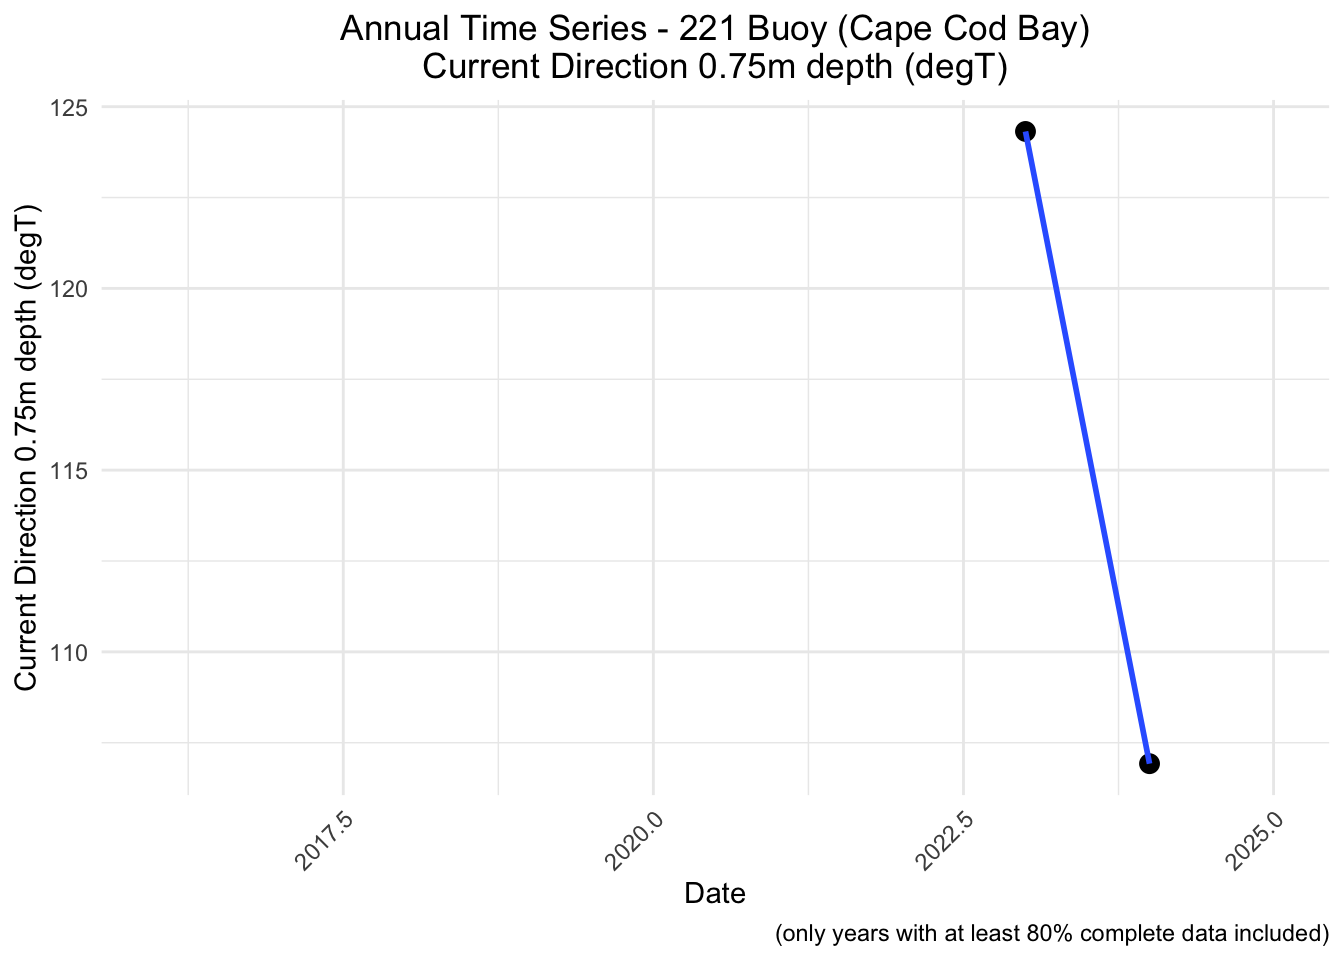 Annual Time Series - 221 Buoy (Cape Cod Bay)
Current Direction 0.75m depth (degT)
Current Direction 0.75m depth (degT)
125
120
115
110
2017.5
2020.0
2022.5
2025.0
Date
(only years with at least 80% complete data included)